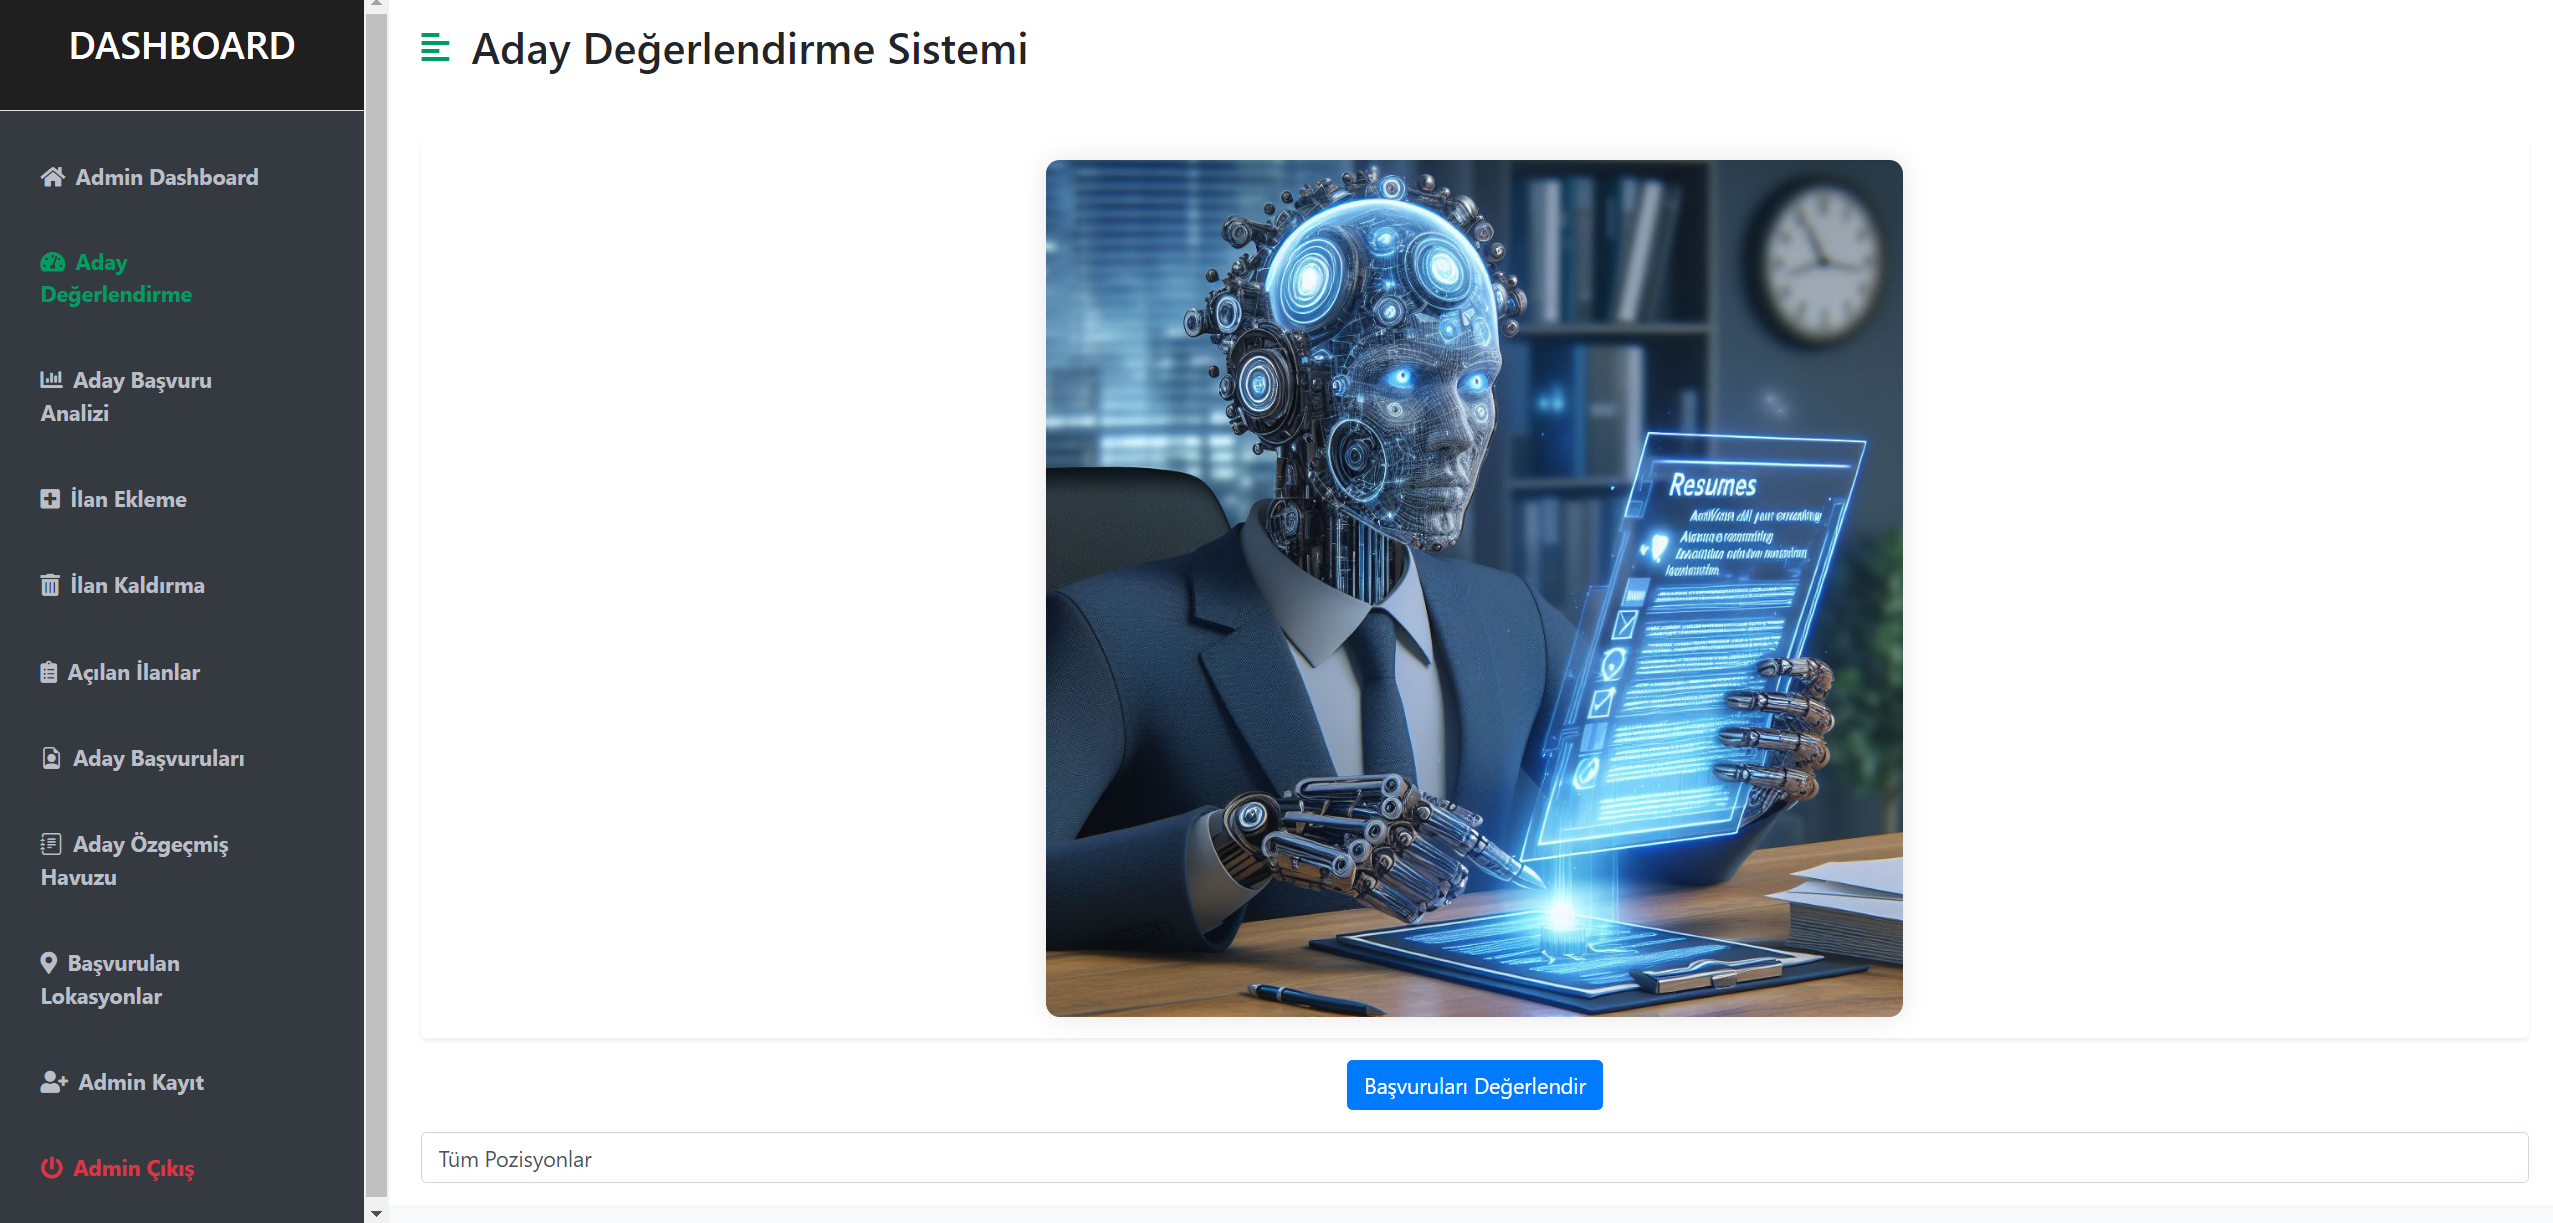 DASHBOARD
Admin Dashboard
Aday
Değerlendirme
Aday Başvuru
Analizi
İlan Ekleme
İlan Kaldırma
Açılan İlanlar
Aday Başvuruları
Aday Özgeçmiş
Havuzu
Başvurulan
Lokasyonlar
Admin Kayıt
Admin Çıkış
Aday Değerlendirme Sistemi
Resumes
Başvuruları Değerlendir
Tüm Pozisyonlar